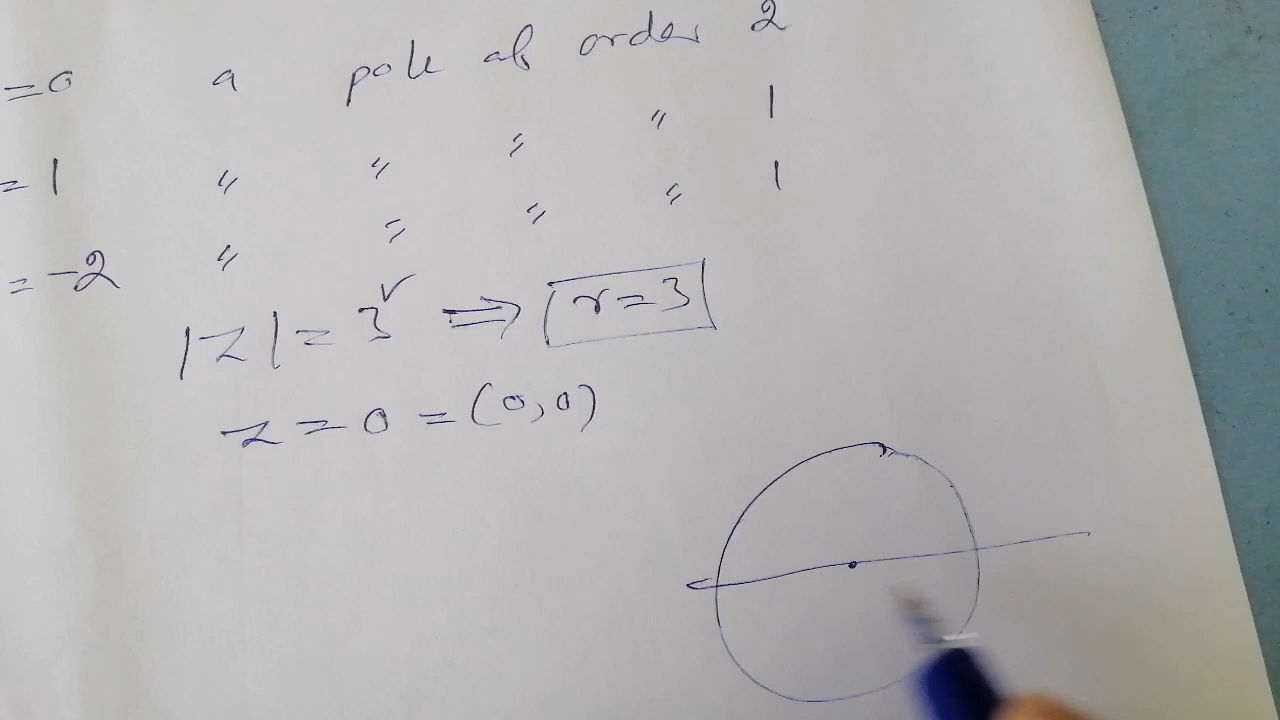 =0 a pole of order 2
=1 〃 〃 〃 〃 1
=-2 〃 〃 〃 〃 1
|z|=3 ⇒ r=3
z=0=(0,0)